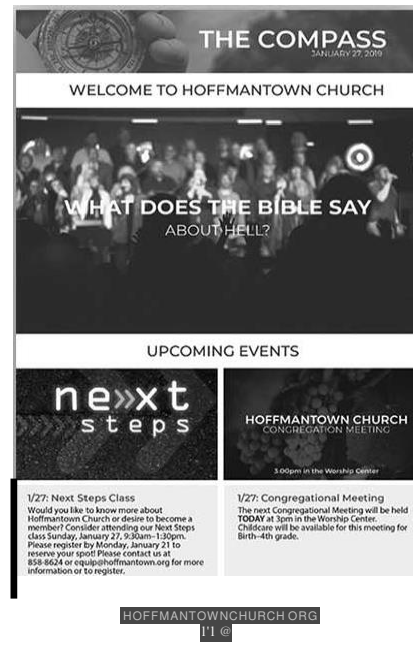 THE COMPASS
JANUARY 27, 2019
WELCOME TO HOFFMANTOWN CHURCH
WHAT DOES THE BIBLE SAY
ABOUT HELL?
UPCOMING EVENTS
ne»xt
steps
HOFFMANTOWN CHURCH
CONGREGATION MEETING
3:00pm in the Worship Center
1/27: Next Steps Class
Would you like to know more about
Hoffmantown Church or desire to become a
member? Consider attending our Next Steps
class Sunday, January 27, 9:30am–1:30pm.
Please register by Monday, January 21 to
reserve your spot! Please contact us at
858-8624 or equip@hoffmantown.org for more
information or to register.
1/27: Congregational Meeting
The next Congregational Meeting will be held
TODAY at 3pm in the Worship Center.
Childcare will be available for this meeting for
Birth–4th grade.
HOFFMANTOWNCHURCH ORG